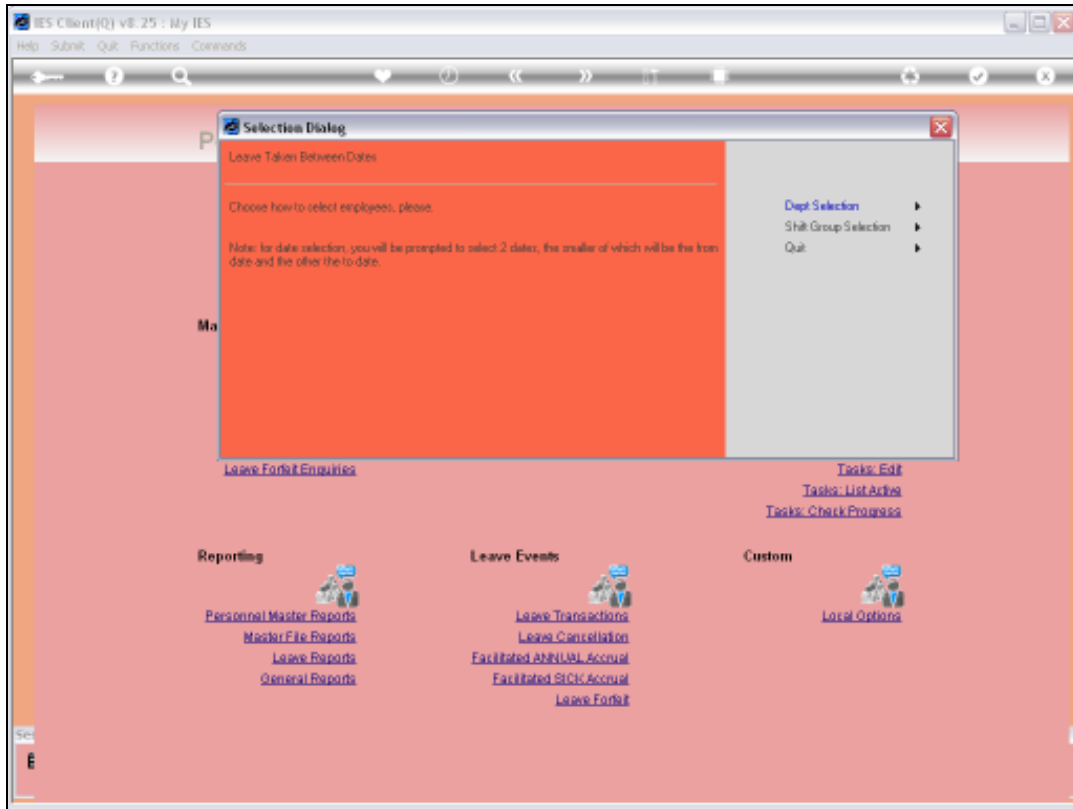 IES Client(Q) v8.25 : My IES
Help Submit Quit Functions Commands
Selection Dialog
Leave Taken Between Dates
Choose how to select employees, please.
Note: for date selection, you will be prompted to select 2 dates, the smaller of which will be the from
date and the other the to date.
Dept Selection
Shift Group Selection
Quit
P
Ma
Leave Forfeit Enquiries
Tasks: Edit
Tasks: List Active
Tasks: Check Progress
Reporting
Personnel Master Reports
Master File Reports
Leave Reports
General Reports
Leave Events
Leave Transactions
Leave Cancellation
Facilitated ANNUAL Accrual
Facilitated SICK Accrual
Leave Forfeit
Custom
Local Options
Se